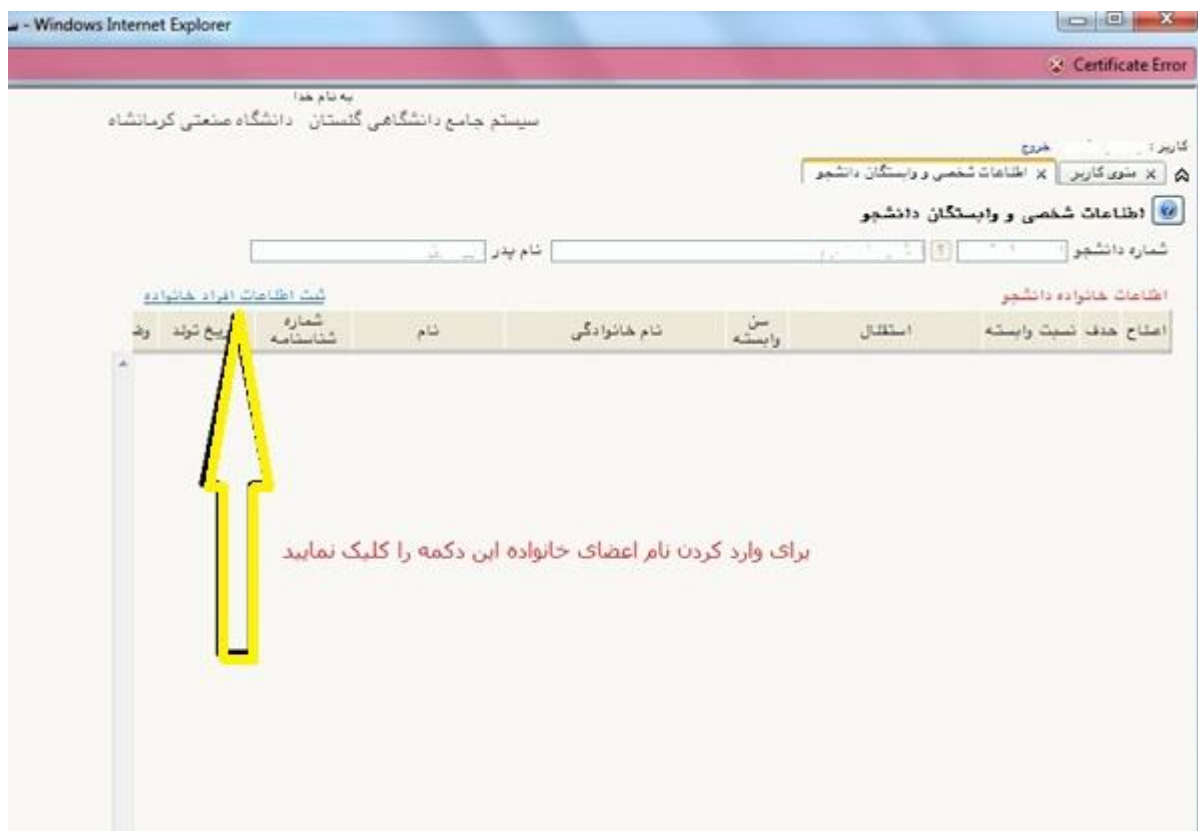 - Windows Internet Explorer
Certificate Error
به نام خدا
سیستم جامع دانشگاهی گلستان دانشگاه صنعتی کرمانشاه
کاربر : خروج
منوی کاربر x اطلاعات شخصی و وابستگان دانشجو x
اطلاعات شخصی و وابستگان دانشجو
شماره دانشجو ? نام پدر
اطلاعات خانواده دانشجو ثبت اطلاعات افراد خانواده
اصلاح حذف نسبت وابسته استقلال سن وابسته نام خانوادگی نام شماره شناسنامه تولد
برای وارد کردن نام اعضای خانواده این دکمه را کلیک نمایید